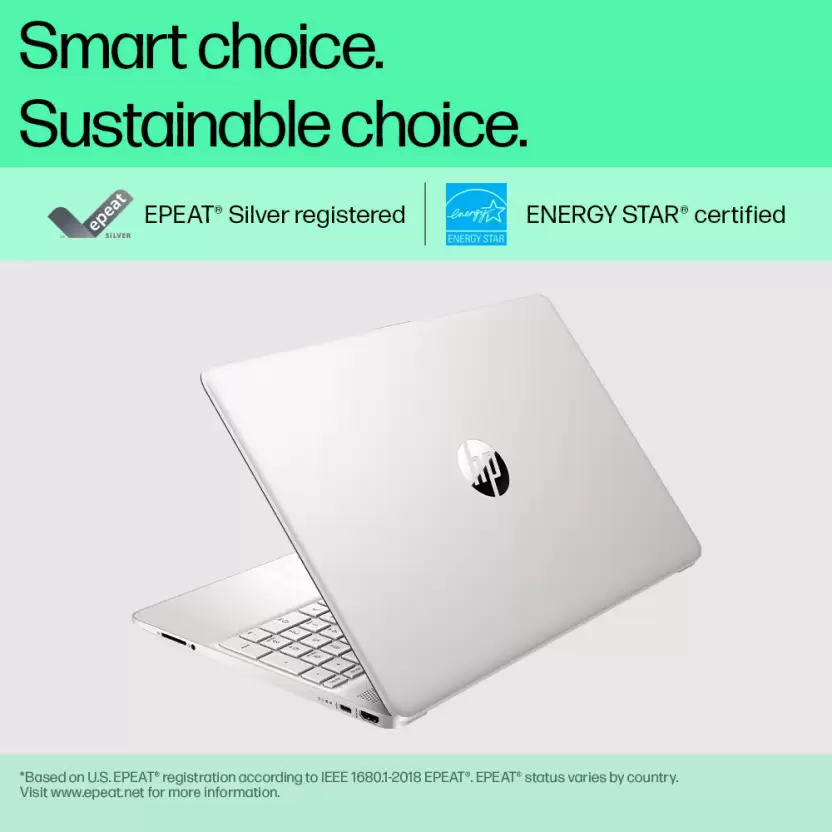 Smart choice.
Sustainable choice.
epeat
SILVER
EPEAT® Silver registered
energy
ENERGY STAR
ENERGY STAR® certified
hp
*Based on U.S. EPEAT® registration according to IEEE 1680.1-2018 EPEAT®. EPEAT® status varies by country.
Visit www.epeat.net for more information.